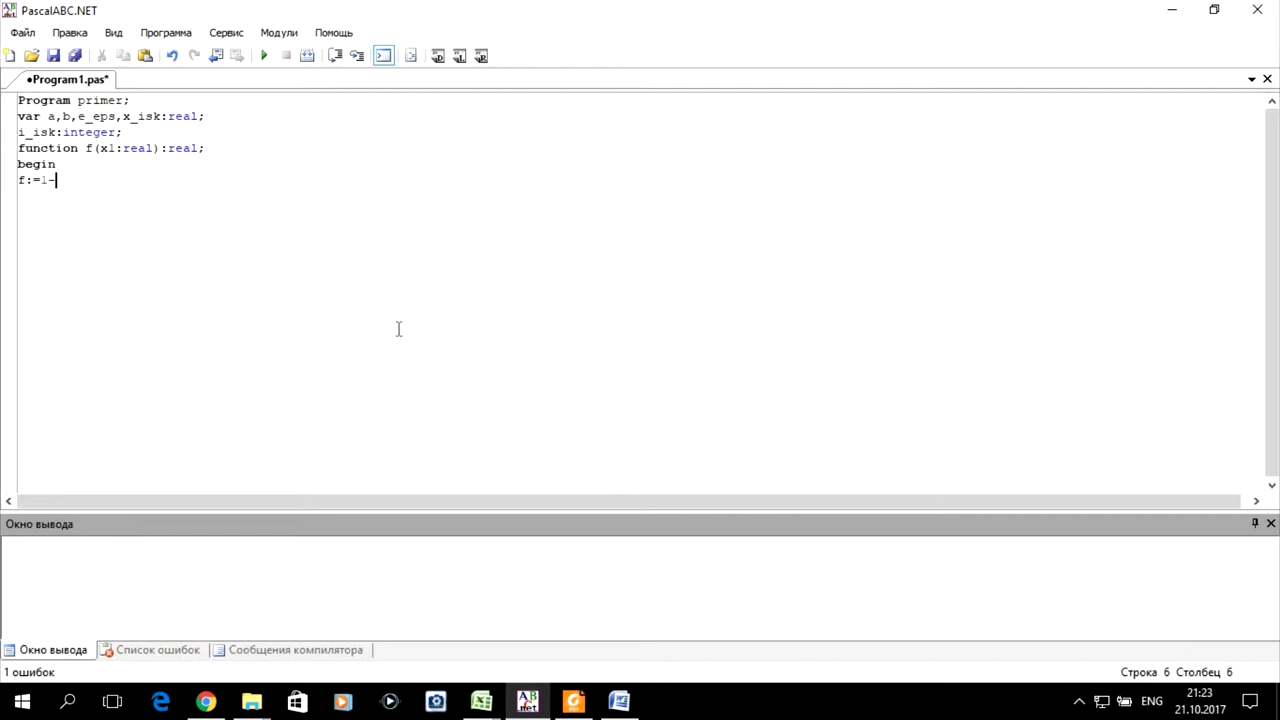 PascalABC.NET
Файл Правка Вид Программа Сервис Модули Помощь
•Program1.pas*
Program primer;
var a,b,e_eps,x_isk:real;
i_isk:integer;
function f(x1:real):real;
begin
f:=1-
Окно вывода
Окно вывода Список ошибок Сообщения компилятора
1 ошибок Строка 6 Столбец 6
ENG 21:23
21.10.2017